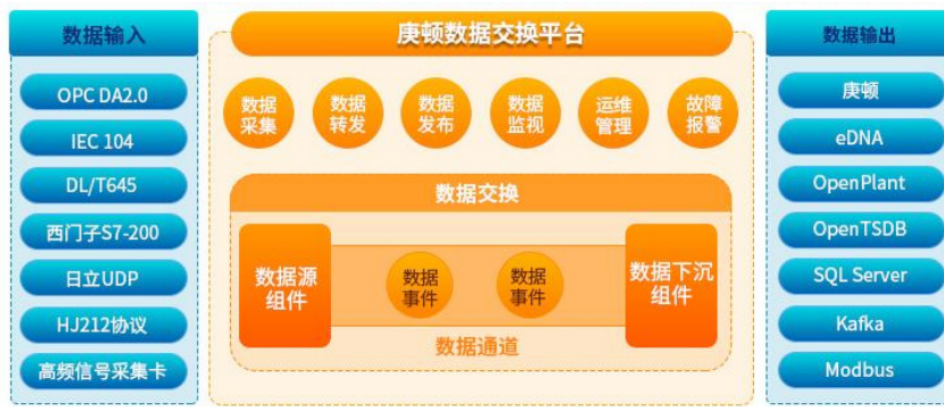 数据输入
OPC DA2.0
IEC 104
DL/T645
西门子S7-200
日立UDP
HJ212协议
高频信号采集卡
庚顿数据交换平台
数据
采集
数据
转发
数据
发布
数据
监视
运维
管理
故障
报警
数据交换
数据源
组件
数据
事件
数据
事件
数据下沉
组件
数据通道
数据输出
庚顿
eDNA
OpenPlant
OpenTSDB
SQL Server
Kafka
Modbus